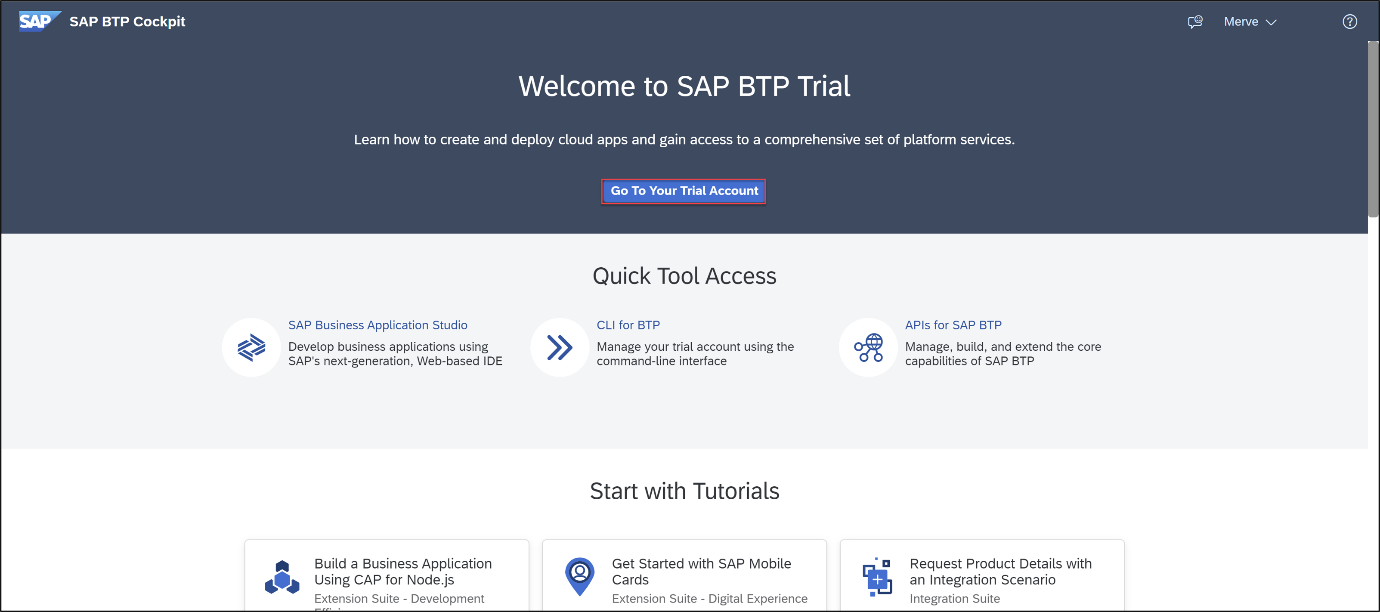 SAP SAP BTP Cockpit Merve
Welcome to SAP BTP Trial
Learn how to create and deploy cloud apps and gain access to a comprehensive set of platform services.
Go To Your Trial Account
Quick Tool Access
SAP Business Application Studio
Develop business applications using
SAP's next-generation, Web-based IDE
CLI for BTP
Manage your trial account using the
command-line interface
APIs for SAP BTP
Manage, build, and extend the core
capabilities of SAP BTP
Start with Tutorials
Build a Business Application
Using CAP for Node.js
Extension Suite - Development
Get Started with SAP Mobile
Cards
Extension Suite - Digital Experience
Request Product Details with
an Integration Scenario
Integration Suite